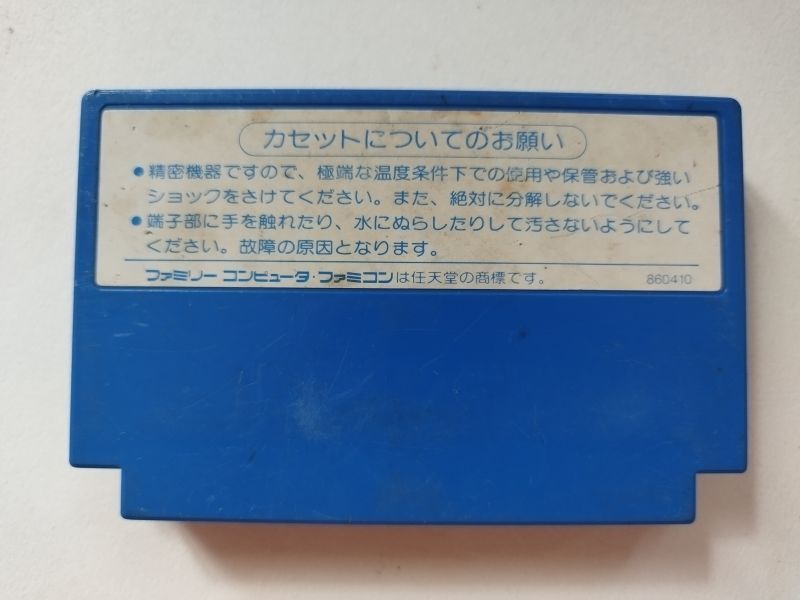 カセットについてのお願い
●精密機器ですので、極端な温度条件下での使用や保管および強い
ショックをさけてください。また、絶対に分解しないでください。
●端子部に手を触れたり、水にぬらしたりして汚さないようにして
ください。故障の原因となります。
ファミリー コンピュータ・ファミコンは任天堂の商標です。 860410